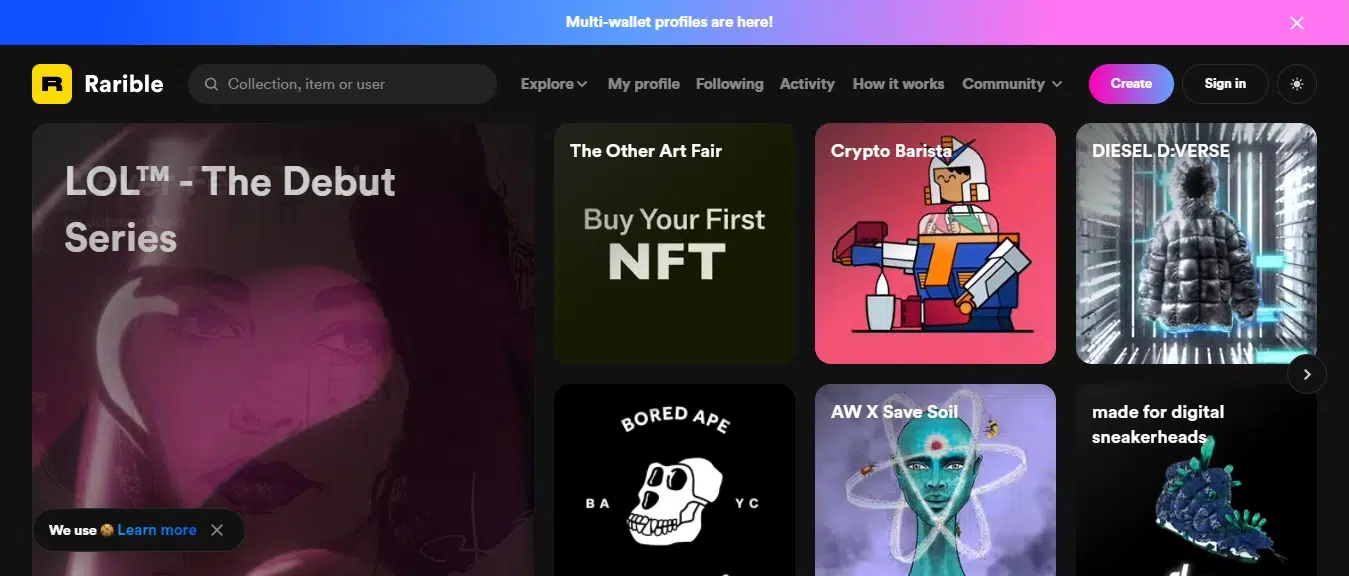 Multi-wallet profiles are here!
Rarible
Collection, item or user
Explore
My profile
Following
Activity
How it works
Community
Create
Sign in
LOL™ - The Debut
Series
The Other Art Fair
Buy Your First
NFT
Crypto Barista
DIESEL D:VERSE
BORED APE
BA YC
AW X Save Soil
made for digital
sneakerheads
We use 🍪 Learn more